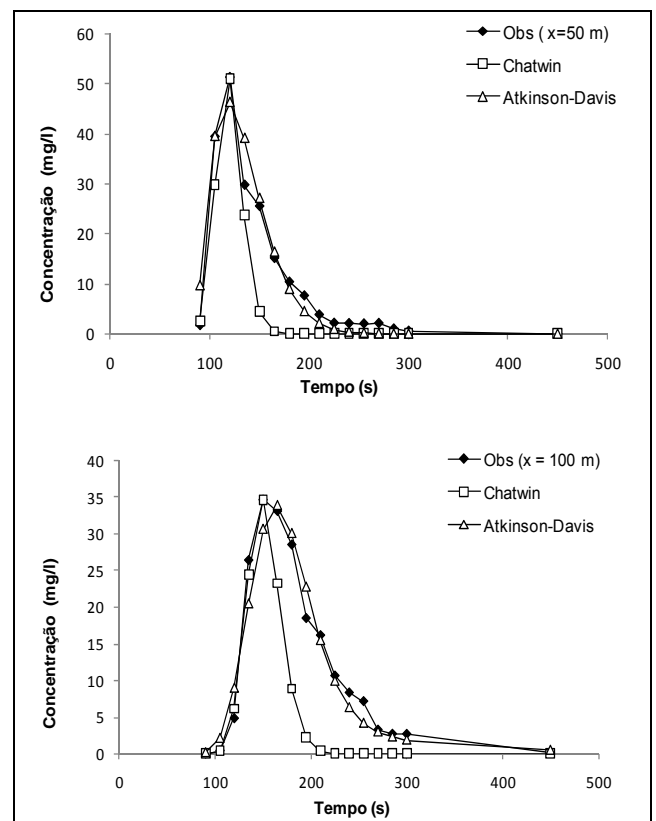 60
50
40
30
20
10
0
Concentração (mg/l)
Obs ( x=50 m)
Chatwin
Atkinson-Davis
0 100 200 300 400 500
Tempo (s)
40
35
30
25
20
15
10
5
0
Concentração (mg/l)
Obs (x = 100 m)
Chatwin
Atkinson-Davis
0 100 200 300 400 500
Tempo (s)